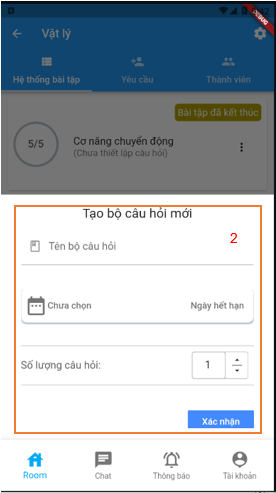 DEBUG
Vật lý
Hệ thống bài tập
Yêu cầu
Thành viên
Bài tập đã kết thúc
5/5
Cơ năng chuyển động
(Chưa thiết lập câu hỏi)
Tạo bộ câu hỏi mới
2
Tên bộ câu hỏi
Chưa chọn
Ngày hết hạn
Số lượng câu hỏi:
1
Xác nhận
Room
Chat
Thông báo
Tài khoản